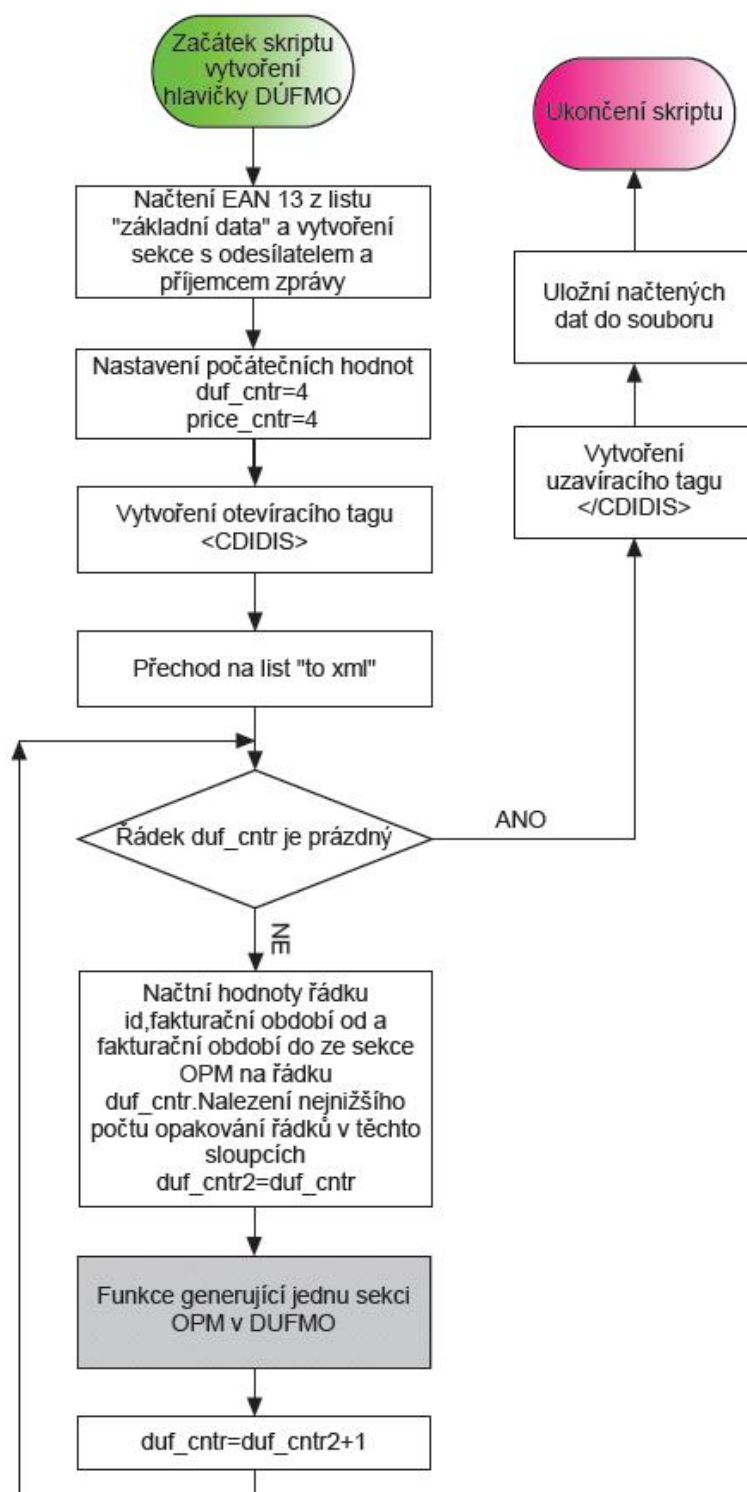 Začátek skriptu
vytvoření
hlavičky DÚFMO
Načtení EAN 13 z listu
"základní data" a vytvoření
sekce s odesílatelem a
příjemcem zprávy
Nastavení počátečních hodnot
duf_cntr=4
price_cntr=4
Vytvoření otevíracího tagu
<CDIDIS>
Přechod na list "to xml"
Řádek duf_cntr je prázdný
ANO
NE
Načtní hodnoty řádku
id,fakturační období od a
fakturační období do ze sekce
OPM na řádku
duf_cntr.Nalezení nejnižšího
počtu opakování řádků v těchto
sloupcích
duf_cntr2=duf_cntr
Funkce generující jednu sekci
OPM v DUFMO
duf_cntr=duf_cntr2+1
Ukončení skriptu
Uložní načtených
dat do souboru
Vytvoření
uzavíracího tagu
</CDIDIS>